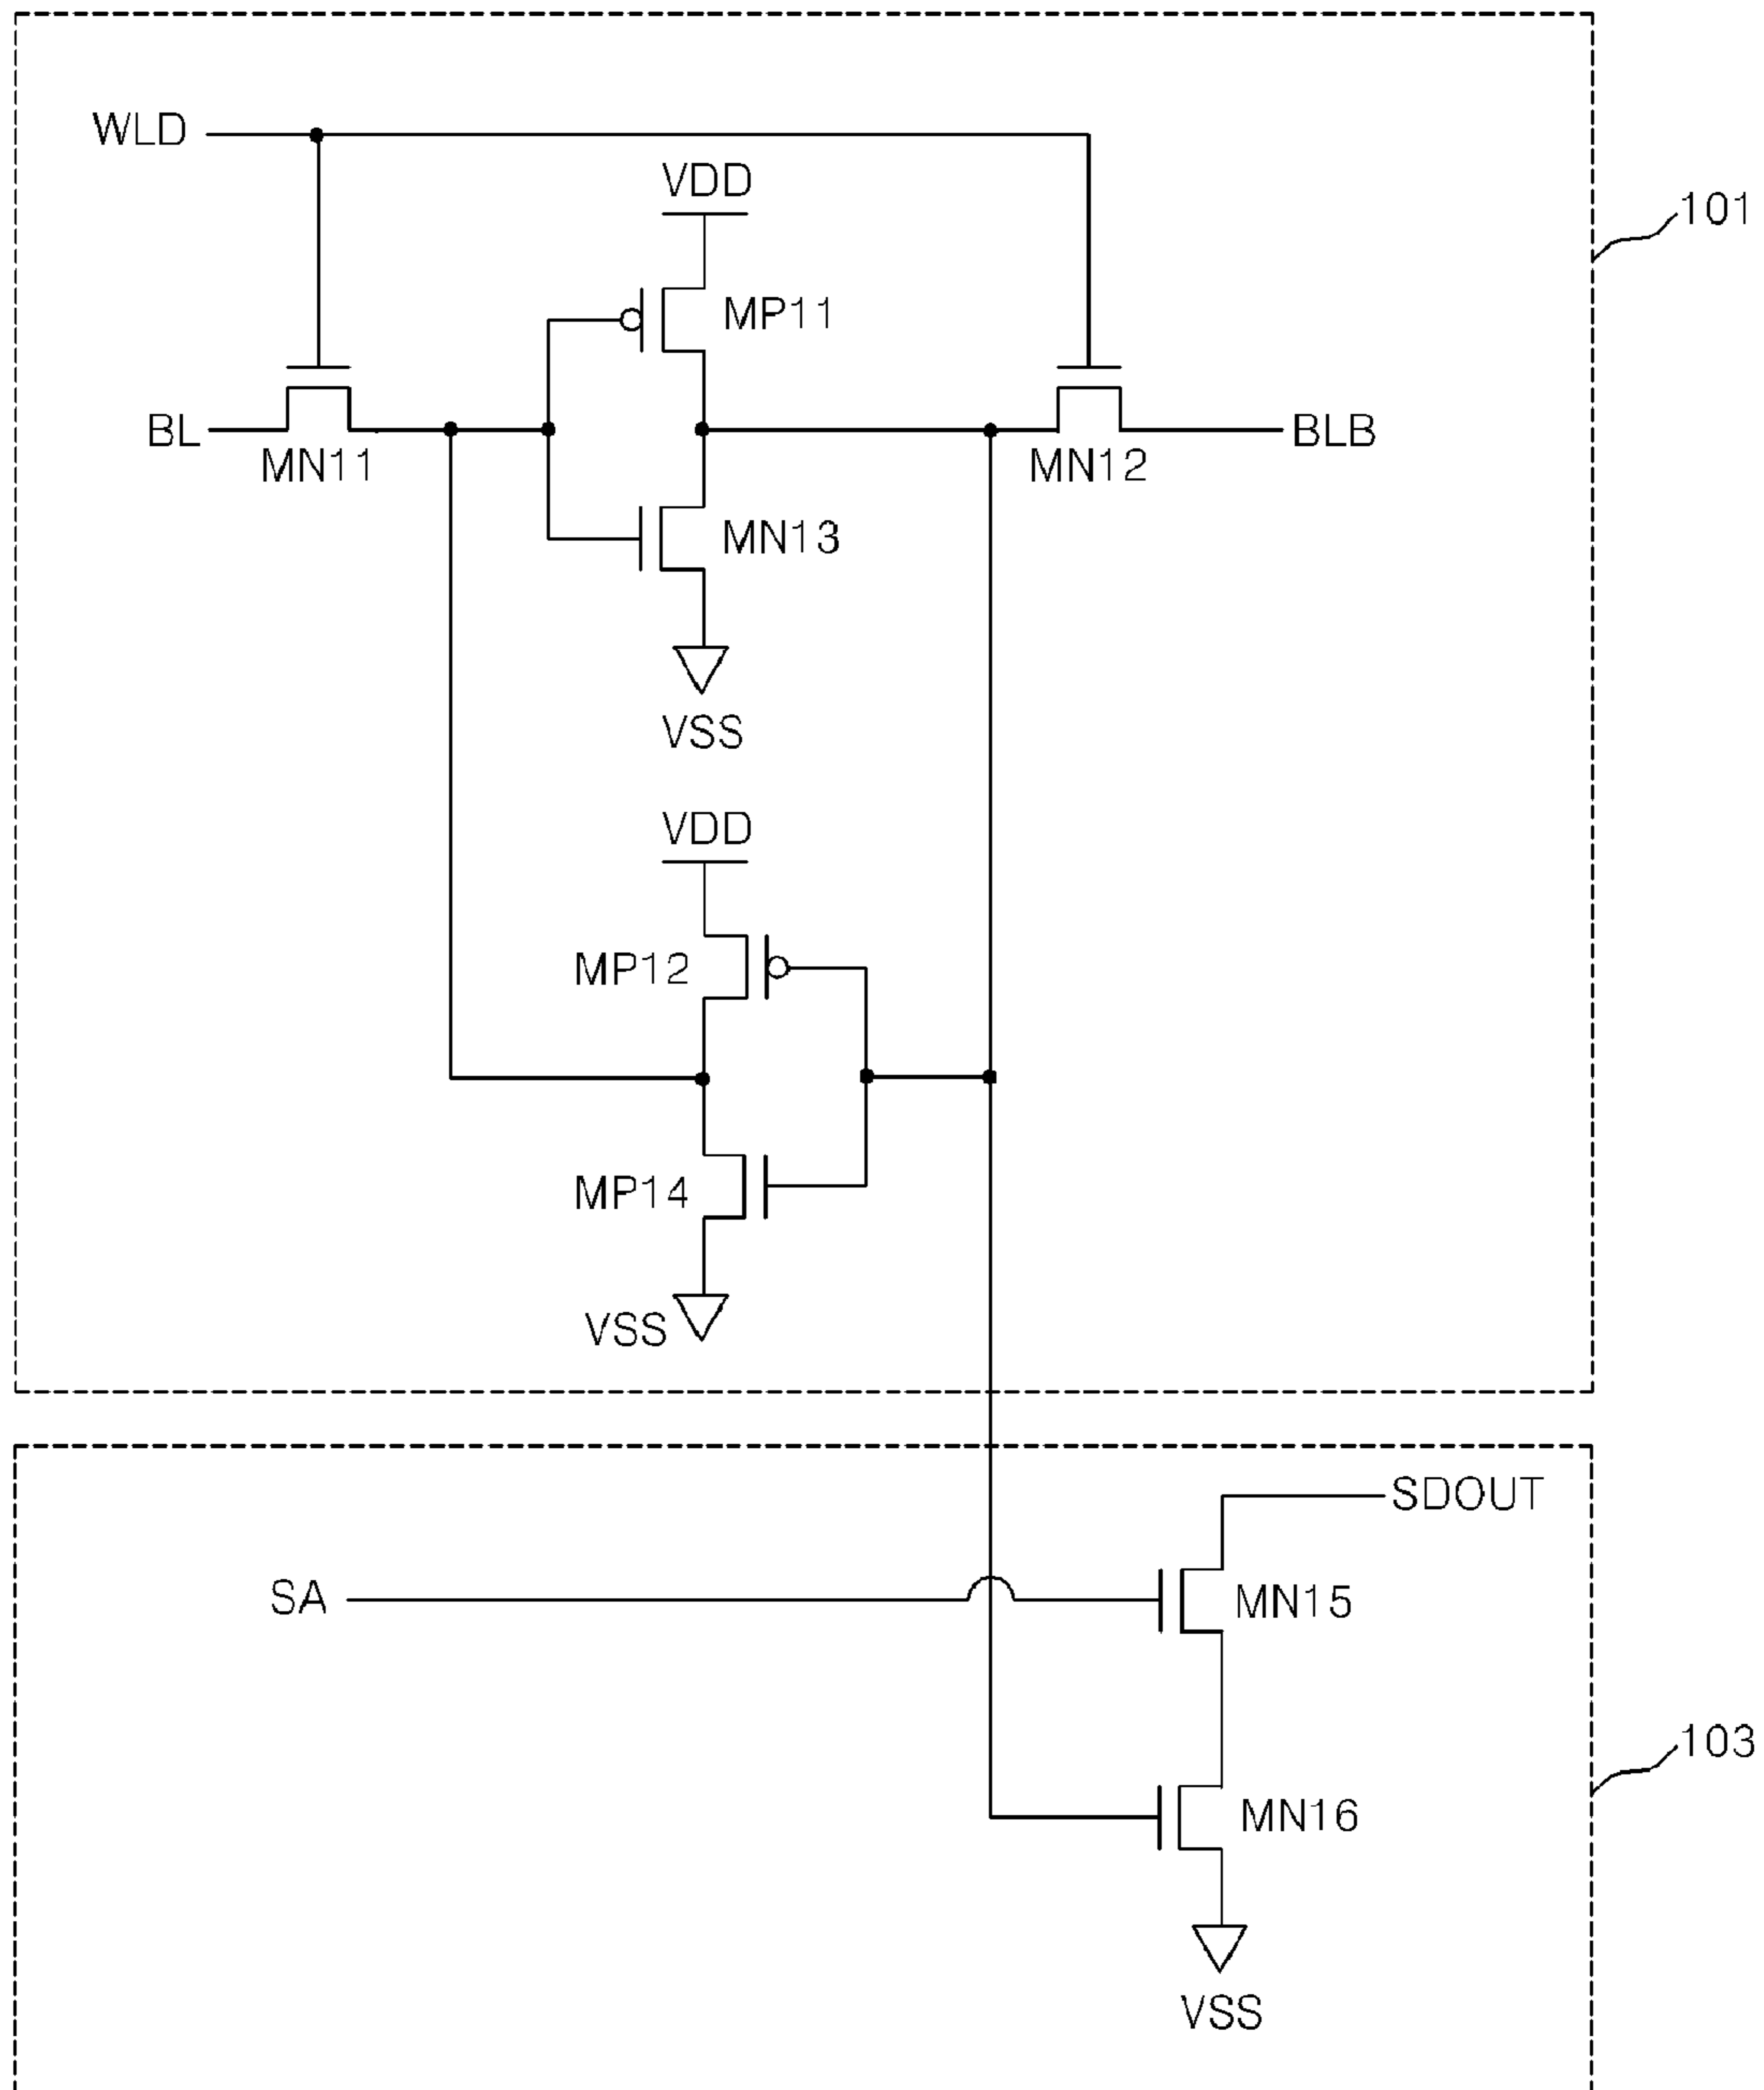 WLD
VDD
101
MP11
BL
BLB
MN11
MN12
MN13
VSS
VDD
MP12
MP14
VSS
SDOUT
SA
MN15
103
MN16
VSS